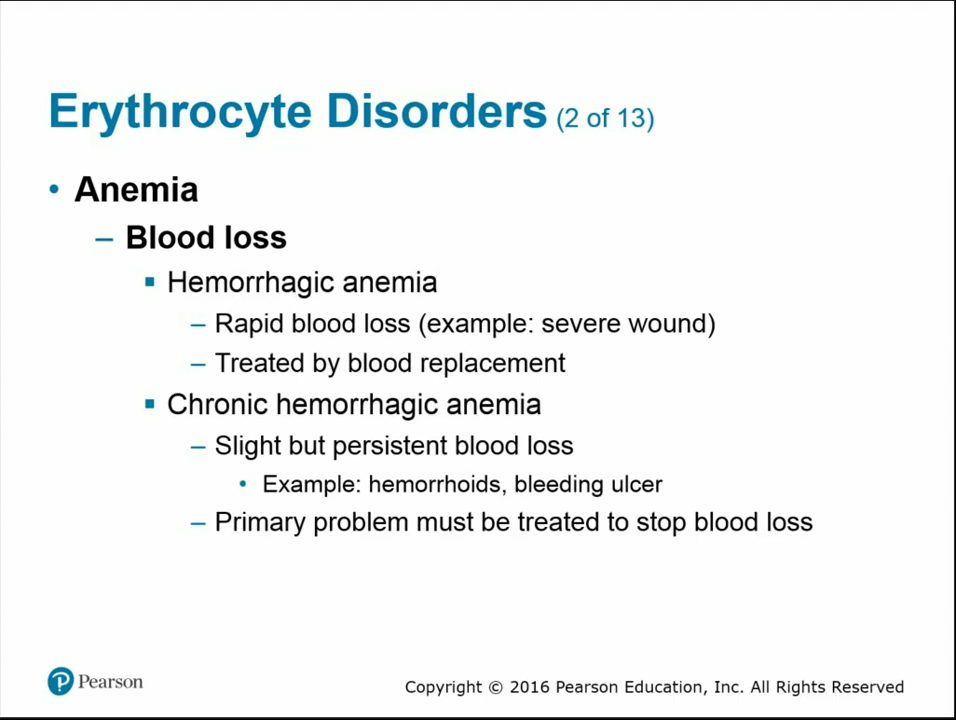 Erythrocyte Disorders (2 of 13)
• Anemia
– Blood loss
▪ Hemorrhagic anemia
– Rapid blood loss (example: severe wound)
– Treated by blood replacement
▪ Chronic hemorrhagic anemia
– Slight but persistent blood loss
• Example: hemorrhoids, bleeding ulcer
– Primary problem must be treated to stop blood loss
P Pearson
Copyright © 2016 Pearson Education, Inc. All Rights Reserved